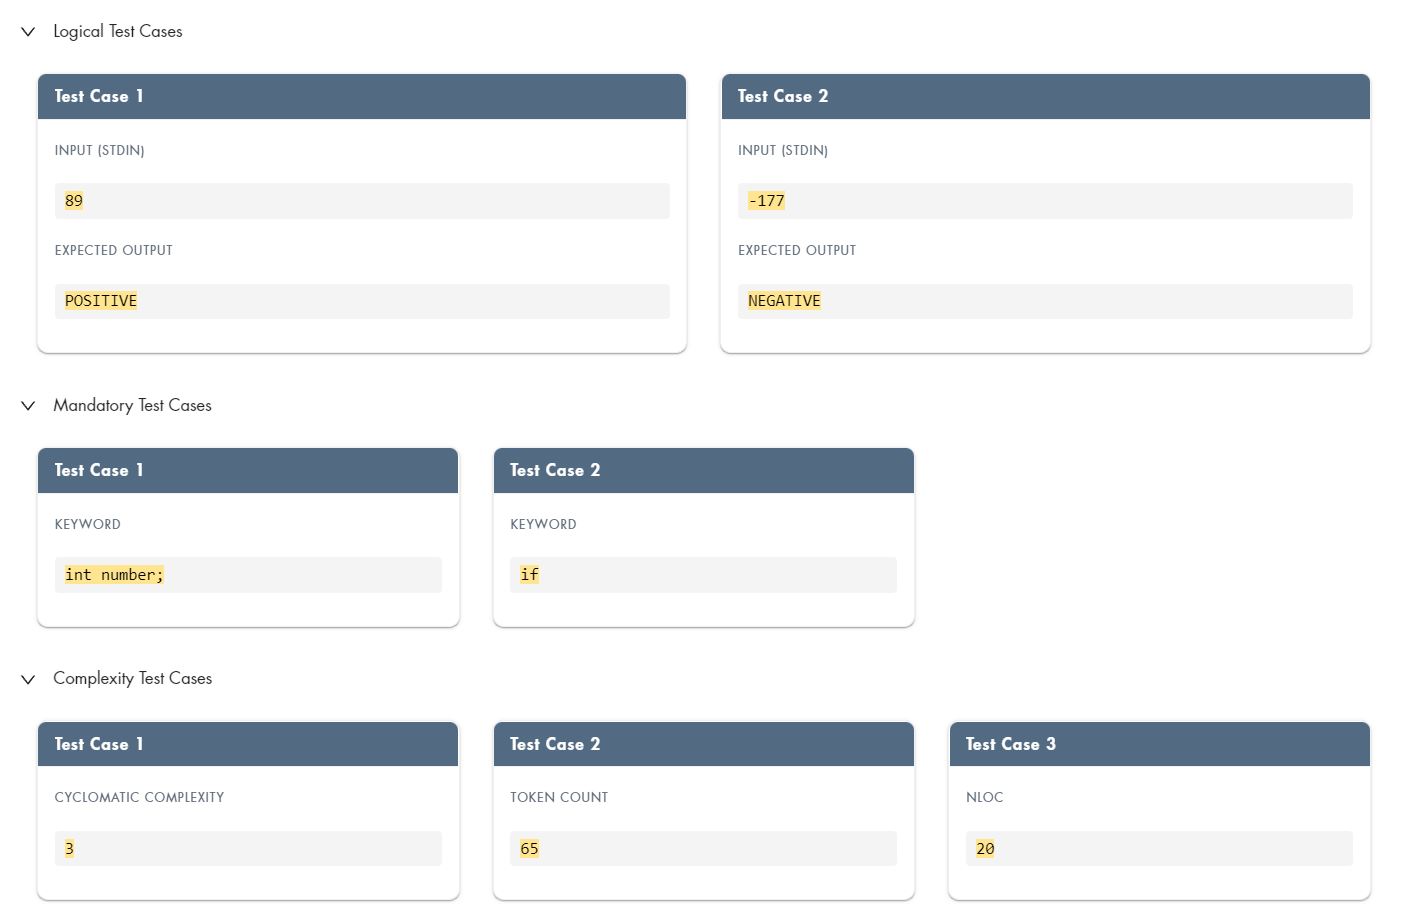 Logical Test Cases
Test Case 1
INPUT (STDIN)
89
EXPECTED OUTPUT
POSITIVE
Test Case 2
INPUT (STDIN)
-177
EXPECTED OUTPUT
NEGATIVE
Mandatory Test Cases
Test Case 1
KEYWORD
int number;
Test Case 2
KEYWORD
if
Complexity Test Cases
Test Case 1
CYCLOMATIC COMPLEXITY
3
Test Case 2
TOKEN COUNT
65
Test Case 3
NLOC
20